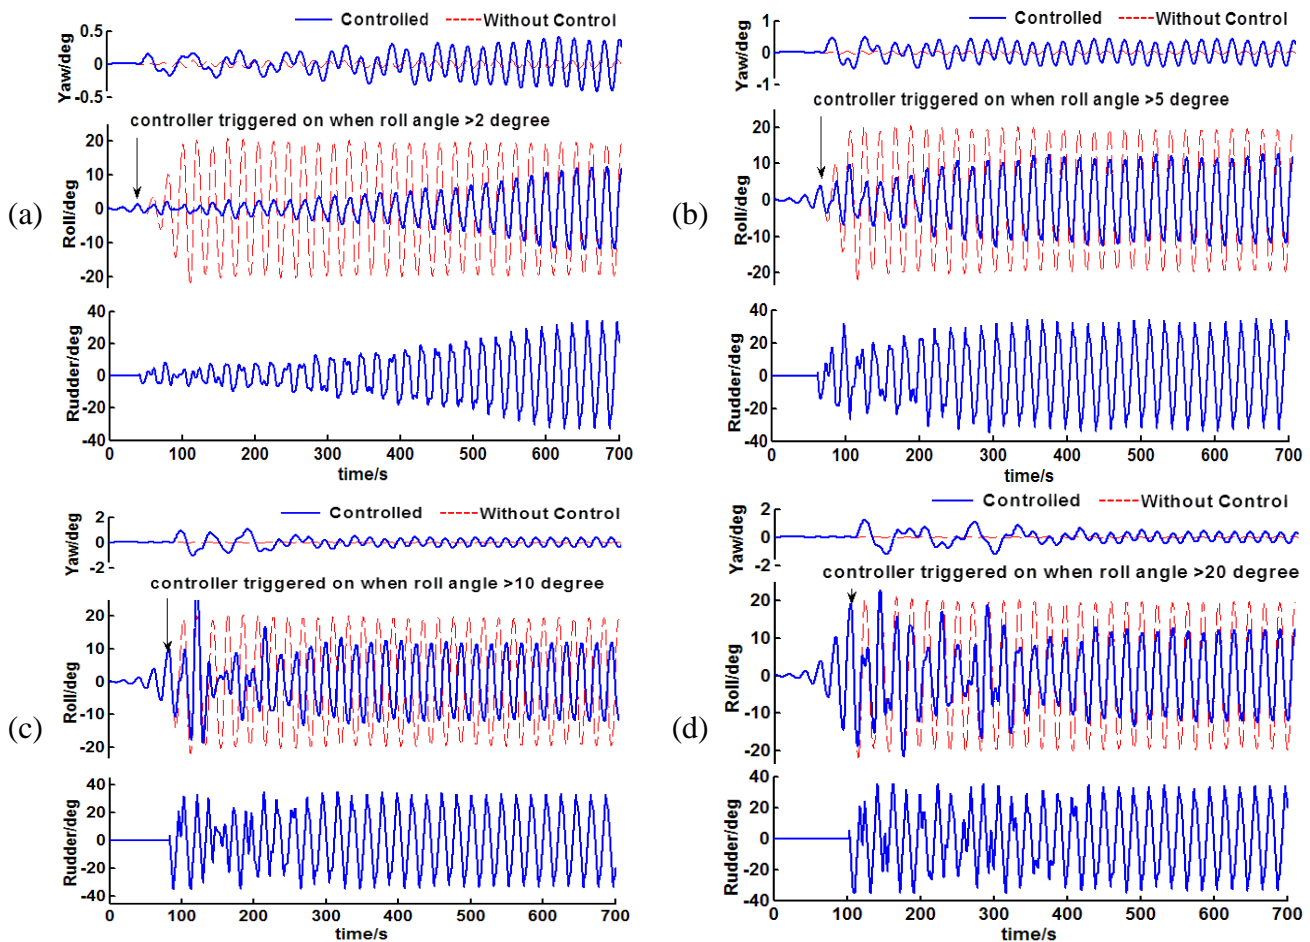 Controlled Without Control
0.5
0
-0.5
Yaw/deg
controller triggered on when roll angle >2 degree
20
10
0
-10
-20
Roll/deg
(a)
40
20
0
-20
-40
Rudder/deg
0 100 200 300 400 500 600 700
time/s
Controlled Without Control
1
0
-1
Yaw/deg
controller triggered on when roll angle >5 degree
20
10
0
-10
-20
Roll/deg
(b)
40
20
0
-20
-40
Rudder/deg
0 100 200 300 400 500 600 700
time/s
Controlled Without Control
2
0
-2
Yaw/deg
controller triggered on when roll angle >10 degree
20
10
0
-10
-20
Roll/deg
(c)
40
20
0
-20
-40
Rudder/deg
0 100 200 300 400 500 600 700
time/s
Controlled Without Control
2
0
-2
Yaw/deg
controller triggered on when roll angle >20 degree
20
10
0
-10
-20
Roll/deg
(d)
40
20
0
-20
-40
Rudder/deg
0 100 200 300 400 500 600 700
time/s